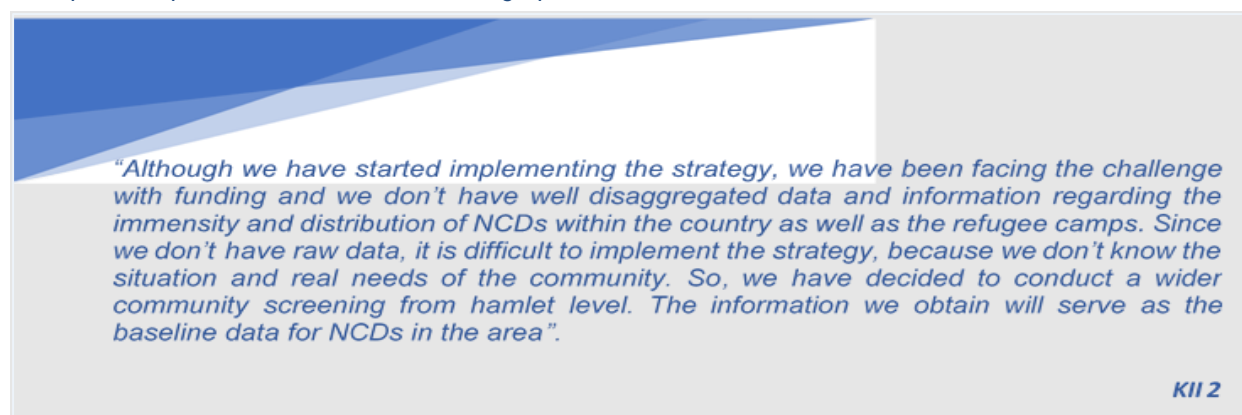 “Although we have started implementing the strategy, we have been facing the challenge
with funding and we don’t have well disaggregated data and information regarding the
immensity and distribution of NCDs within the country as well as the refugee camps. Since
we don’t have raw data, it is difficult to implement the strategy, because we don’t know the
situation and real needs of the community. So, we have decided to conduct a wider
community screening from hamlet level. The information we obtain will serve as the
baseline data for NCDs in the area”.
KII 2